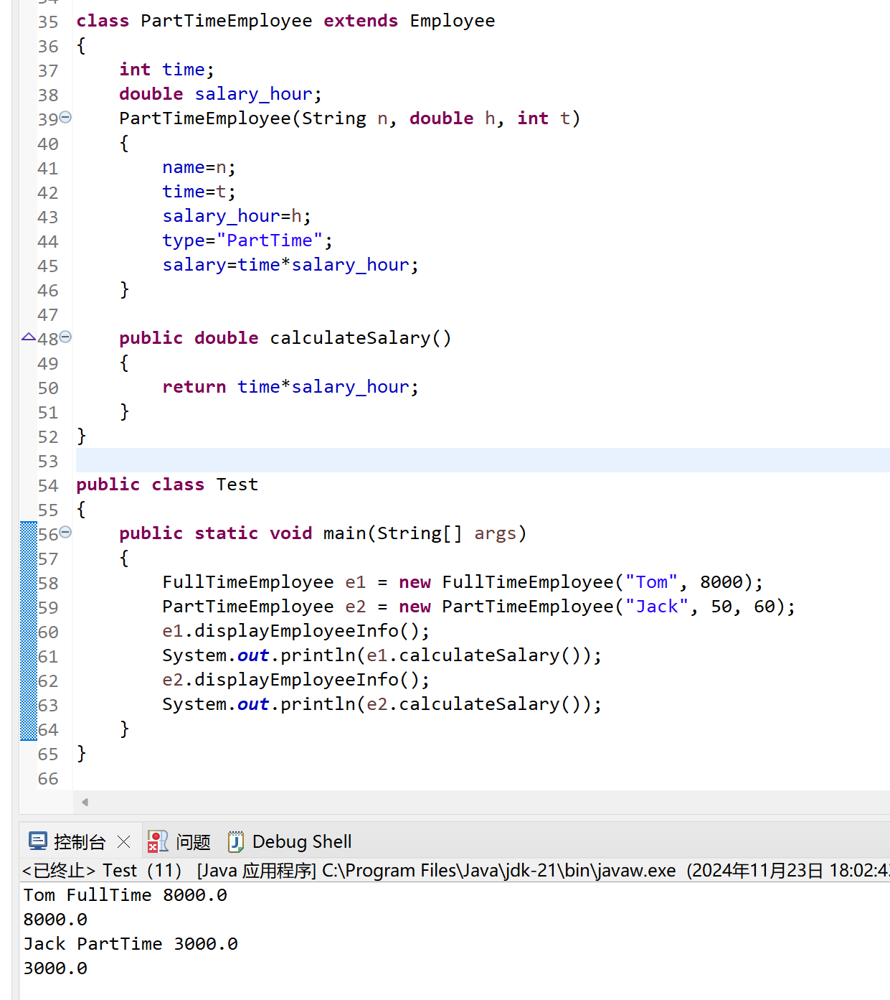 35 class PartTimeEmployee extends Employee
36 {
37     int time;
38     double salary_hour;
39     PartTimeEmployee(String n, double h, int t)
40     {
41         name=n;
42         time=t;
43         salary_hour=h;
44         type="PartTime";
45         salary=time*salary_hour;
46     }
47
48     public double calculateSalary()
49     {
50         return time*salary_hour;
51     }
52 }
53
54 public class Test
55 {
56     public static void main(String[] args)
57     {
58         FullTimeEmployee e1 = new FullTimeEmployee("Tom", 8000);
59         PartTimeEmployee e2 = new PartTimeEmployee("Jack", 50, 60);
60         e1.displayEmployeeInfo();
61         System.out.println(e1.calculateSalary());
62         e2.displayEmployeeInfo();
63         System.out.println(e2.calculateSalary());
64     }
65 }
66
控制台 问题 Debug Shell
<已终止> Test（11） [Java 应用程序] C:\Program Files\Java\jdk-21\bin\javaw.exe（2024年11月23日 18:02:4
Tom FullTime 8000.0
8000.0
Jack PartTime 3000.0
3000.0